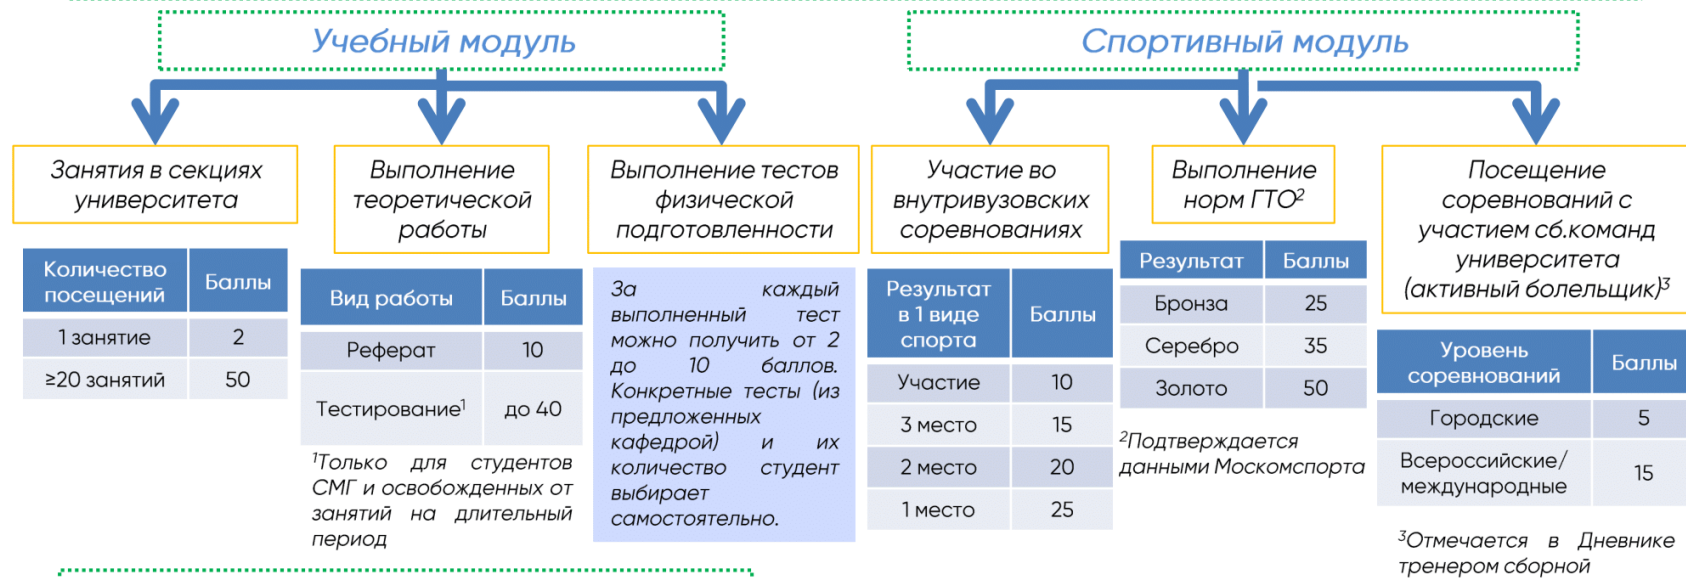 Учебный модуль
Спортивный модуль
Занятия в секциях
университета
Количество
посещений
Баллы
1 занятие
2
≥20 занятий
50
Выполнение
теоретической
работы
Вид работы
Баллы
Реферат
10
Тестирование¹
до 40
¹Только для студентов
СМГ и освобожденных от
занятий на длительный
период
Выполнение тестов
физической
подготовленности
За каждый
выполненный тест
можно получить от 2
до 10 баллов.
Конкретные тесты (из
предложенных
кафедрой) и их
количество студент
выбирает
самостоятельно.
Участие во
внутривузовских
соревнованиях
Результат
в 1 виде
спорта
Баллы
Участие
10
3 место
15
2 место
20
1 место
25
Выполнение
норм ГТО²
Результат
Баллы
Бронза
25
Серебро
35
Золото
50
²Подтверждается
данными Москомспорта
Посещение
соревнований с
участием сб.команд
университета
(активный болельщик)³
Уровень
соревнований
Баллы
Городские
5
Всероссийские/
международные
15
³Отмечается в Дневнике
тренером сборной